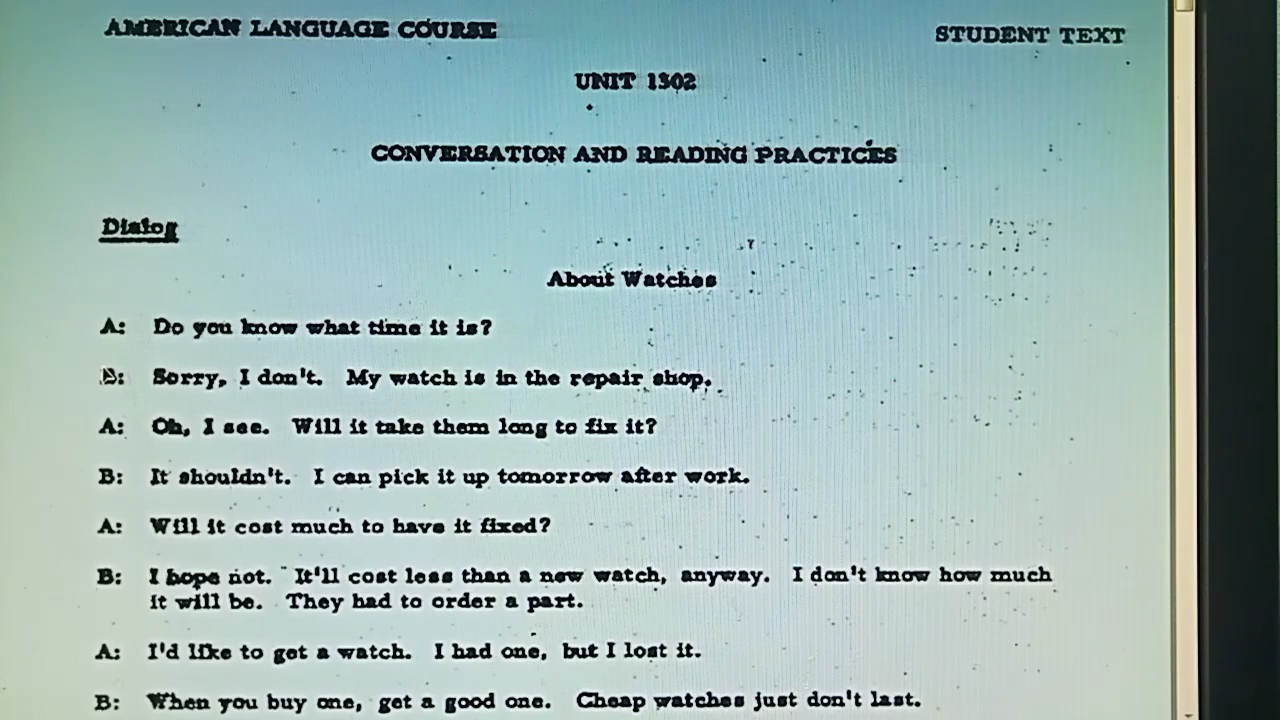 AMERICAN LANGUAGE COURSE
STUDENT TEXT
UNIT 1302
CONVERSATION AND READING PRACTICES
Dialog
About Watches
A: Do you know what time it is?
B: Sorry, I don't. My watch is in the repair shop.
A: Oh, I see. Will it take them long to fix it?
B: It shouldn't. I can pick it up tomorrow after work.
A: Will it cost much to have it fixed?
B: I hope not. It'll cost less than a new watch, anyway. I don't know how much
it will be. They had to order a part.
A: I'd like to get a watch. I had one, but I lost it.
B: When you buy one, get a good one. Cheap watches just don't last.